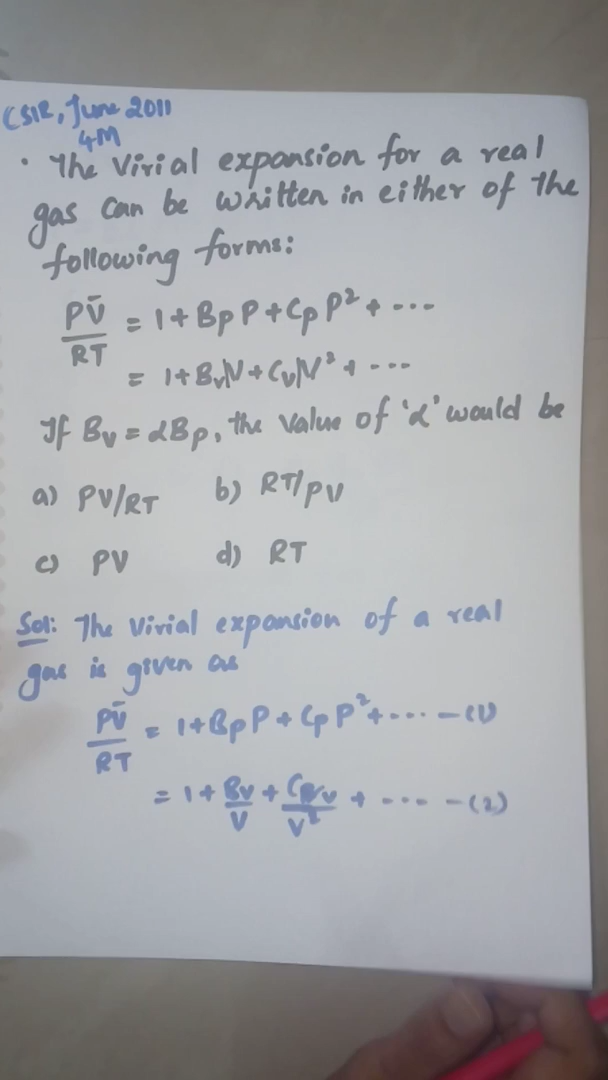 CSIR, June 2011
4M
• The Virial expansion for a real
gas can be written in either of the
following forms:
PV̄/RT = 1+BpP+CpP²+....
= 1+Bv/V+Cv/V²+...
If Bv = αBp, the value of 'α' would be
a) PV/RT b) RT/PV
c) PV d) RT
Sol: The Virial expansion of a real
gas is given as
PV̄/RT = 1+BpP+CpP²+.... —(1)
= 1+Bv/V+Cv/V²+.... —(2)